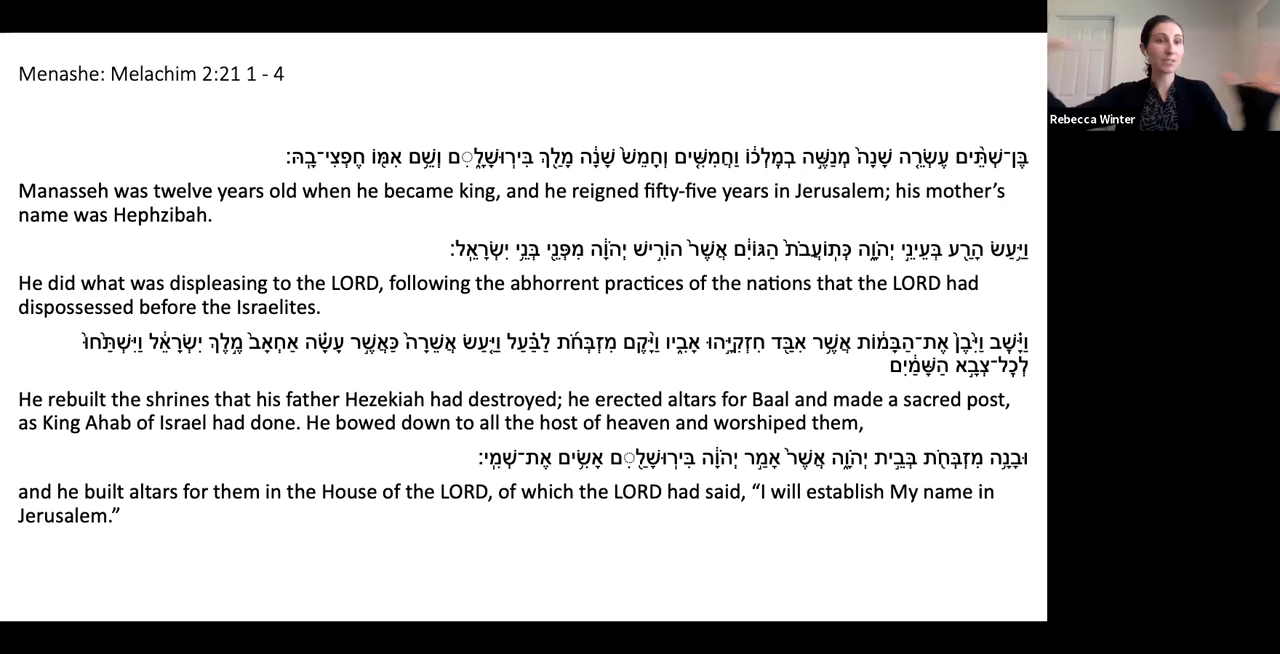 Menashe: Melachim 2:21 1 - 4
בֶּן־שְׁתֵּ֨ים עֶשְׂרֵ֤ה שָׁנָה֙ מְנַשֶּׁ֣ה בְמׇלְכ֔וֹ וַחֲמִשִּׁ֤ים וְחָמֵשׁ֙ שָׁנָ֔ה מָלַ֖ךְ בִּירוּשָׁלָ֑͏ִם וְשֵׁ֥ם אִמּ֖וֹ חֶפְצִי־בָֽהּ׃
Manasseh was twelve years old when he became king, and he reigned fifty-five years in Jerusalem; his mother’s
name was Hephzibah.
וַיַּ֥עַשׂ הָרַ֖ע בְּעֵינֵ֣י יְהֹוָ֑ה כְּתֽוֹעֲבֹת֙ הַגּוֹיִ֔ם אֲשֶׁר֙ הוֹרִ֣ישׁ יְהֹוָ֔ה מִפְּנֵ֖י בְּנֵ֥י יִשְׂרָאֵֽל׃
He did what was displeasing to the LORD, following the abhorrent practices of the nations that the LORD had
dispossessed before the Israelites.
וַיָּ֗שׇׁב וַיִּ֙בֶן֙ אֶת־הַבָּמ֔וֹת אֲשֶׁ֥ר אִבַּ֖ד חִזְקִיָּ֣הוּ אָבִ֑יו וַיָּ֨קֶם מִזְבְּחֹ֜ת לַבַּ֗עַל וַיַּ֤עַשׂ אֲשֵׁרָה֙ כַּאֲשֶׁ֣ר עָשָׂ֗ה אַחְאָב֙ מֶ֣לֶךְ יִשְׂרָאֵ֔ל וַיִּשְׁתַּ֙חוּ֙
לְכׇל־צְבָ֣א הַשָּׁמַ֔יִם
He rebuilt the shrines that his father Hezekiah had destroyed; he erected altars for Baal and made a sacred post,
as King Ahab of Israel had done. He bowed down to all the host of heaven and worshiped them,
וּבָנָ֥ה מִזְבְּחֹ֖ת בְּבֵ֣ית יְהֹוָ֑ה אֲשֶׁר֙ אָמַ֣ר יְהֹוָ֔ה בִּירוּשָׁלַ֖͏ִם אָשִׂ֥ים אֶת־שְׁמִֽי׃
and he built altars for them in the House of the LORD, of which the LORD had said, “I will establish My name in
Jerusalem.”
Rebecca Winter